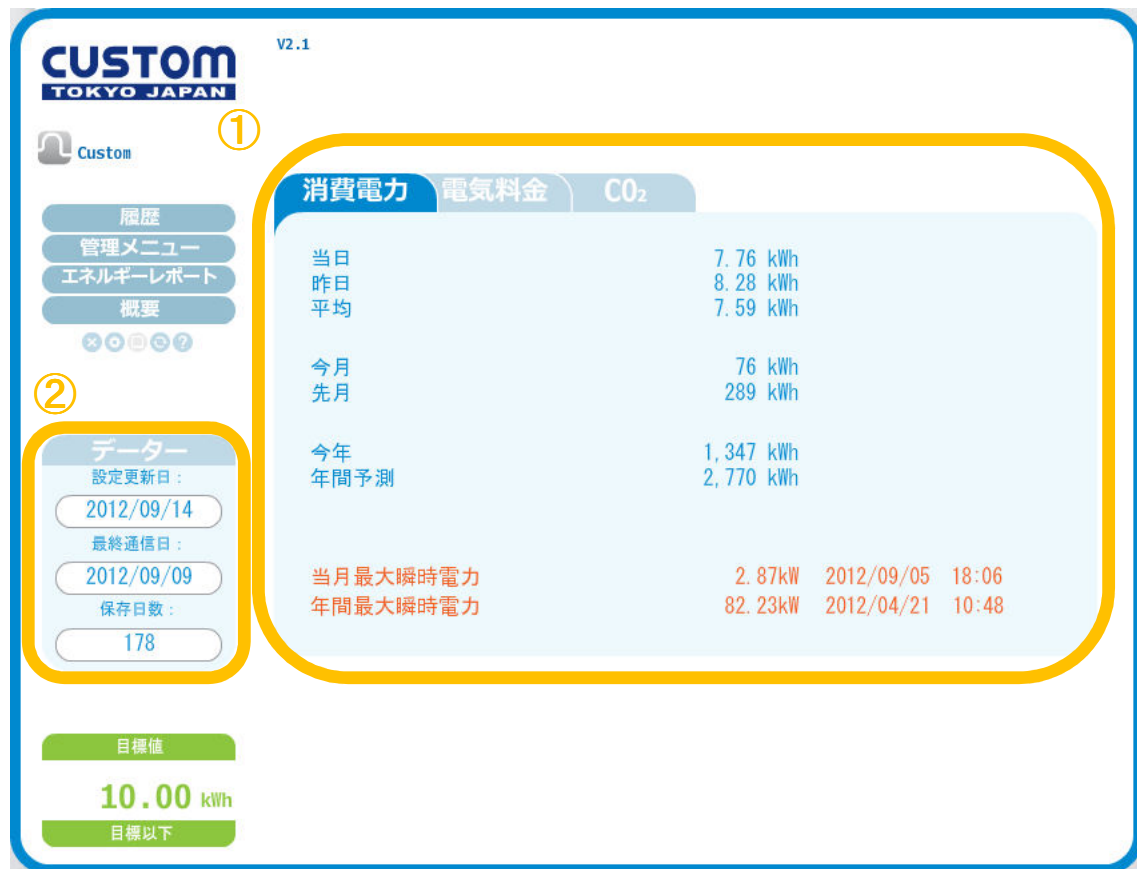 CUSTOM
TOKYO JAPAN
V2.1
Custom
①
履歴
管理メニュー
エネルギーレポート
概要
?
②
データー
設定更新日:
2012/09/14
最終通信日:
2012/09/09
保存日数:
178
目標値
10.00 kWh
目標以下
消費電力 電気料金 CO₂
当日 7.76 kWh
昨日 8.28 kWh
平均 7.59 kWh
今月 76 kWh
先月 289 kWh
今年 1,347 kWh
年間予測 2,770 kWh
当月最大瞬時電力 2.87kW 2012/09/05 18:06
年間最大瞬時電力 82.23kW 2012/04/21 10:48